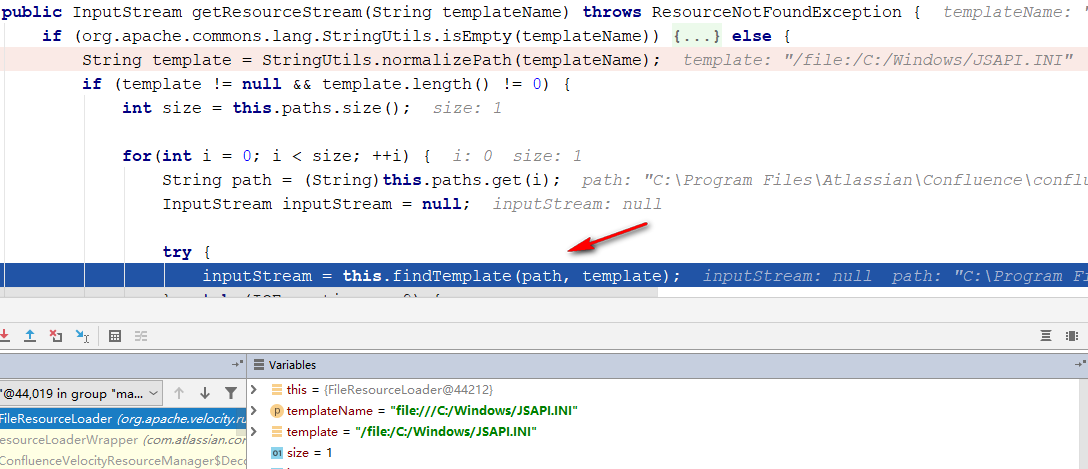 public InputStream getResourceStream(String templateName) throws ResourceNotFoundException {  templateName: "
if (org.apache.commons.lang.StringUtils.isEmpty(templateName)) {...} else {
String template = StringUtils.normalizePath(templateName);  template: "/file:/C:/Windows/JSAPI.INI"
if (template != null && template.length() != 0) {
int size = this.paths.size();  size: 1
for(int i = 0; i < size; ++i) {  i: 0  size: 1
String path = (String)this.paths.get(i);  path: "C:\Program Files\Atlassian\Confluence\conflu
InputStream inputStream = null;  inputStream: null
try {
inputStream = this.findTemplate(path, template);  inputStream: null  path: "C:\Program Fi
Variables
"@44,019 in group "ma...
this = {FileResourceLoader@44212}
templateName = "file:///C:/Windows/JSAPI.INI"
FileResourceLoader (org.apache.velocity.ru
template = "/file:/C:/Windows/JSAPI.INI"
esourceLoaderWrapper (com.atlassian.con
size = 1
ConfluenceVelocityResourceManager$Deco